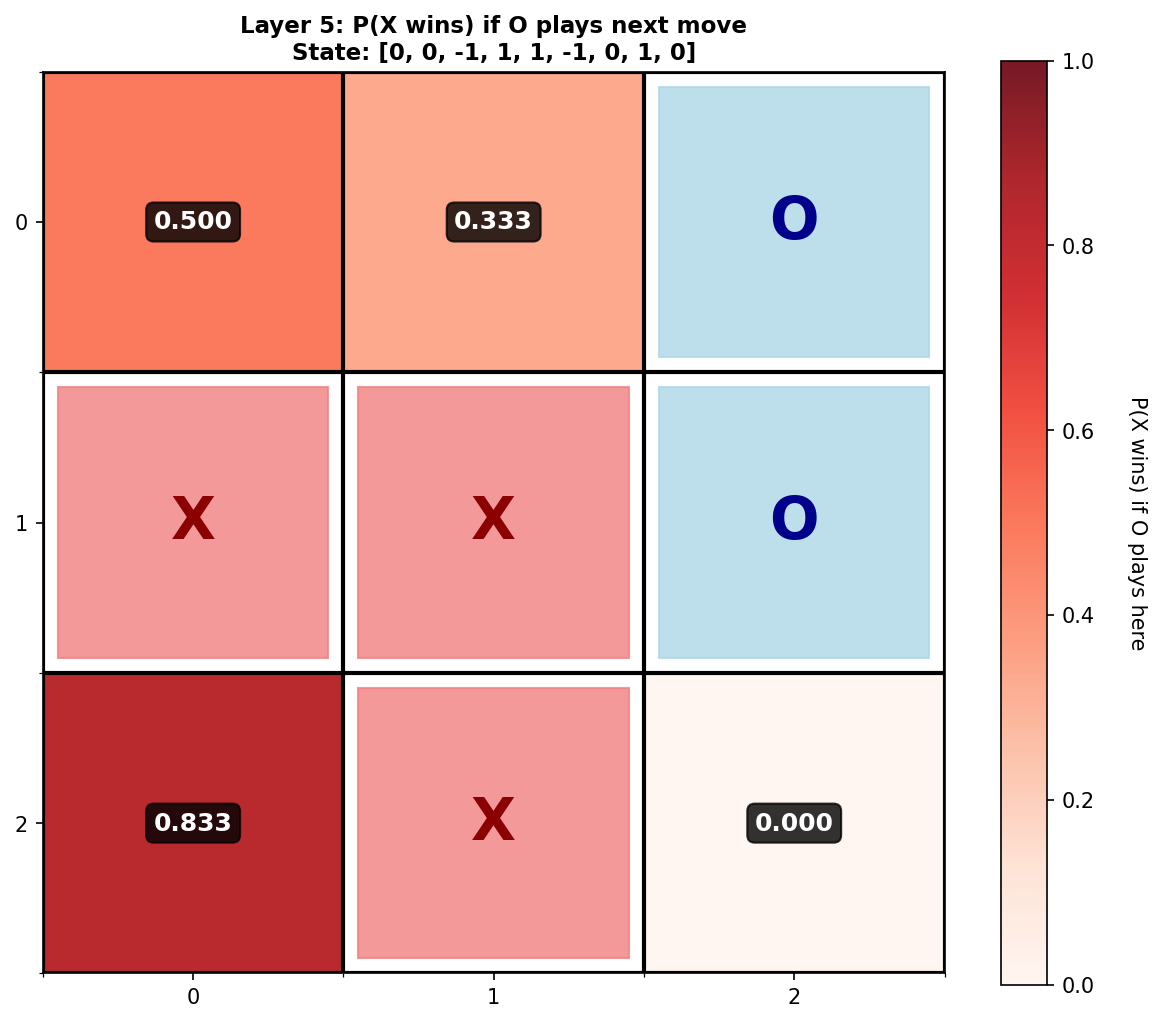 Layer 5: P(X wins) if O plays next move
State: [0, 0, -1, 1, 1, -1, 0, 1, 0]
0
0.500
0.333
O
1
X
X
O
2
0.833
X
0.000
0
1
2
1.0
0.8
0.6
0.4
0.2
0.0
P(X wins) if O plays here